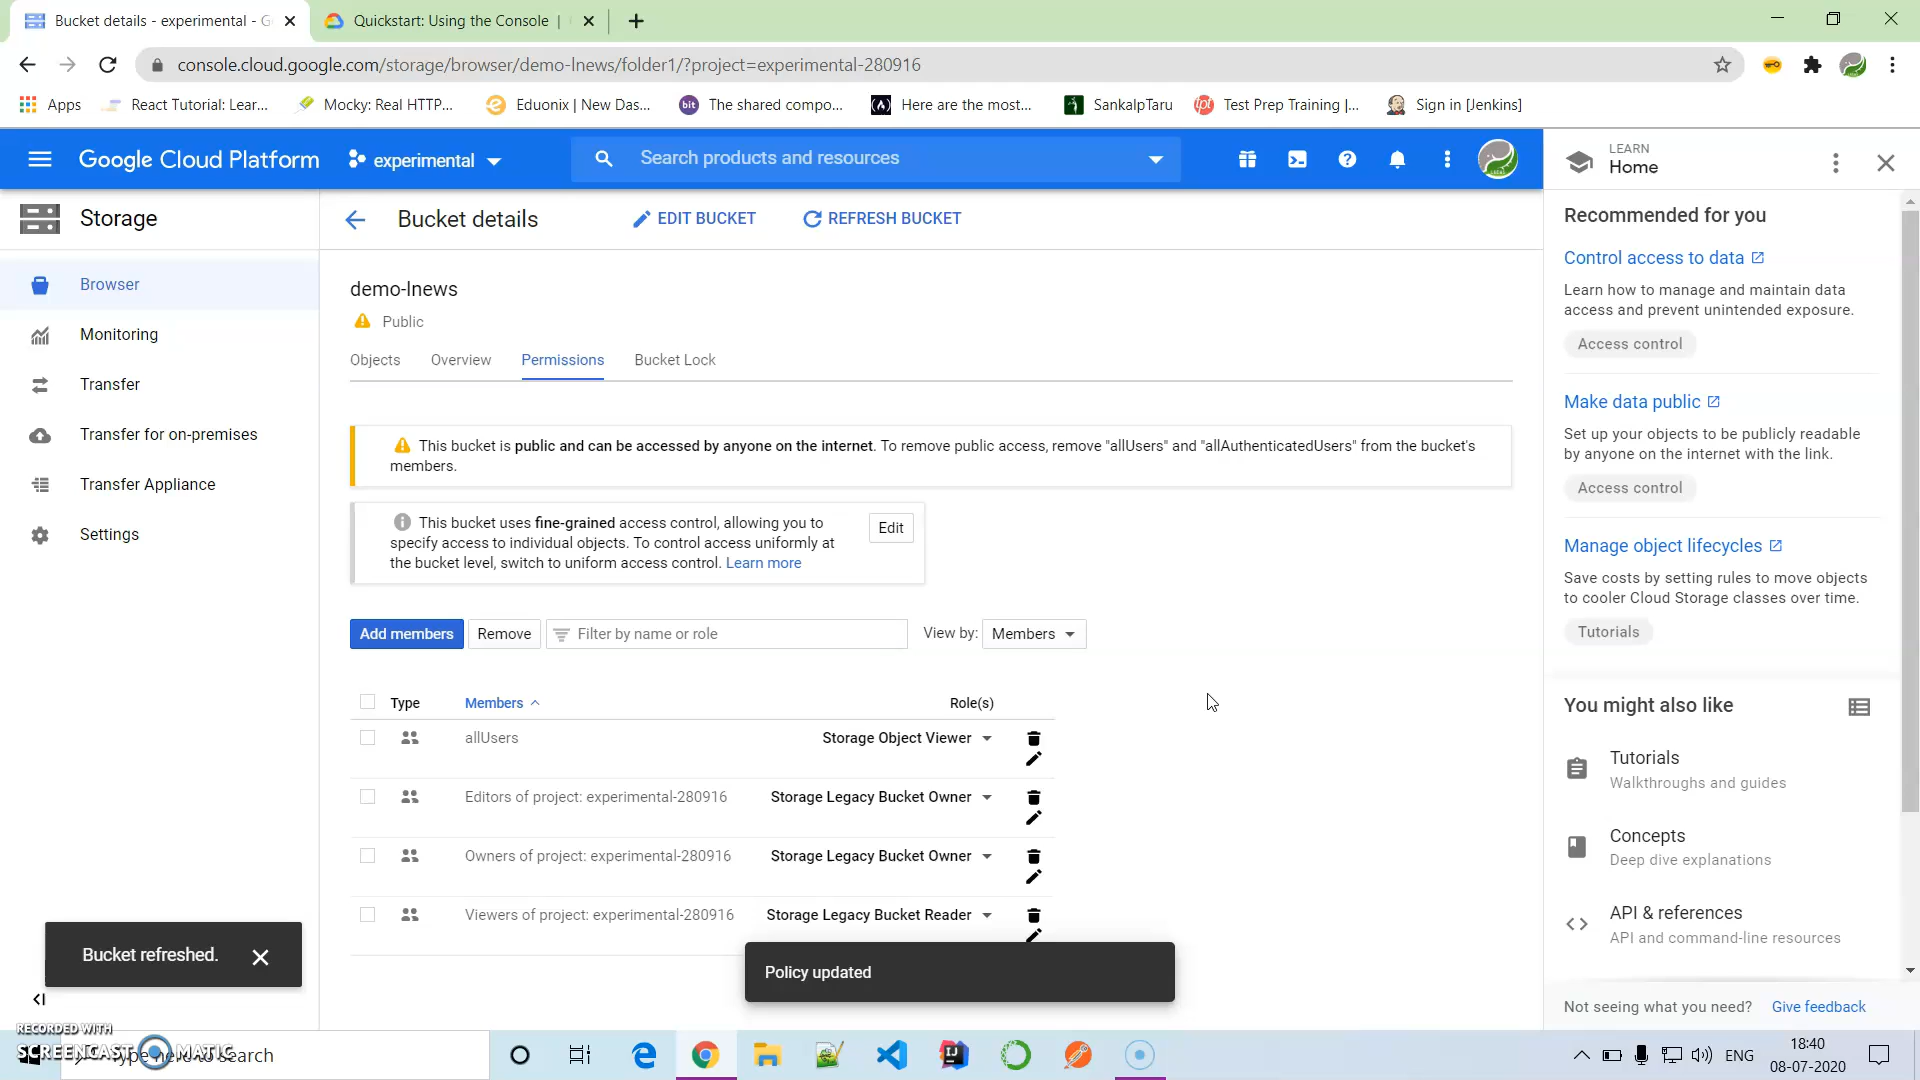 Bucket details - experimental - G
Quickstart: Using the Console |
console.cloud.google.com/storage/browser/demo-lnews/folder1/?project=experimental-280916
Apps
React Tutorial: Lear...
Mocky: Real HTTP...
Eduonix | New Das...
bit
The shared compo...
Here are the most...
SankalpTaru
ipt
Test Prep Training |...
Sign in [Jenkins]
Google Cloud Platform
experimental
Search products and resources
LEARN
Home
Storage
Bucket details
EDIT BUCKET
REFRESH BUCKET
Browser
Monitoring
Transfer
Transfer for on-premises
Transfer Appliance
Settings
demo-lnews
Public
Objects
Overview
Permissions
Bucket Lock
This bucket is public and can be accessed by anyone on the internet. To remove public access, remove "allUsers" and "allAuthenticatedUsers" from the bucket's
members.
This bucket uses fine-grained access control, allowing you to
specify access to individual objects. To control access uniformly at
the bucket level, switch to uniform access control. Learn more
Edit
Add members
Remove
Filter by name or role
View by:
Members
Type
Members
Role(s)
allUsers
Storage Object Viewer
Editors of project: experimental-280916
Storage Legacy Bucket Owner
Owners of project: experimental-280916
Storage Legacy Bucket Owner
Viewers of project: experimental-280916
Storage Legacy Bucket Reader
Recommended for you
Control access to data
Learn how to manage and maintain data
access and prevent unintended exposure.
Access control
Make data public
Set up your objects to be publicly readable
by anyone on the internet with the link.
Access control
Manage object lifecycles
Save costs by setting rules to move objects
to cooler Cloud Storage classes over time.
Tutorials
You might also like
Tutorials
Walkthroughs and guides
Concepts
Deep dive explanations
API & references
API and command-line resources
Not seeing what you need?
Give feedback
Bucket refreshed.
Policy updated
RECORDED WITH
SCREENCAST MATIC
Type here to search
ENG
18:40
08-07-2020